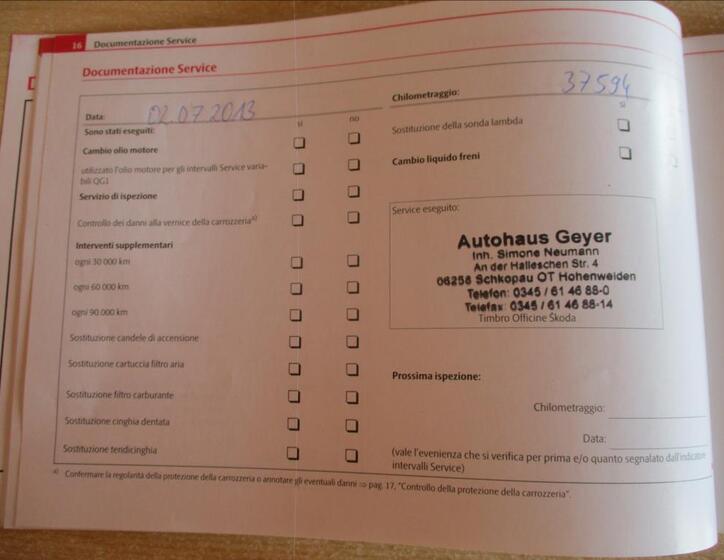 16 Documentazione Service
Documentazione Service
Data: 02.07.2013
Sono stati eseguiti:
si no
Cambio olio motore
utilizzato l'olio motore per gli intervalli Service varia-
bili QG1
Servizio di ispezione
Controllo dei danni alla vernice della carrozzeria a)
Interventi supplementari
ogni 30 000 km
ogni 60 000 km
ogni 90.000 km
Sostituzione candele di accensione
Sostituzione cartuccia filtro aria
Sostituzione filtro carburante
Sostituzione cinghia dentata
Sostituzione tendicinghia
Chilometraggio: 37594
si
Sostituzione della sonda lambda
Cambio liquido freni
Service eseguito:
Autohaus Geyer
Inh. Simone Neumann
An der Halleschen Str. 4
06258 Schkopau OT Hohenweiden
Telefon: 0345 / 61 46 88-0
Telefax: 0345 / 61 46 88-14
Timbro Officine Škoda
Prossima ispezione:
Chilometraggio:
Data:
(vale l'evenienza che si verifica per prima e/o quanto segnalato dall'indicatore
intervalli Service)
a) Confermare la regolarità della protezione della carrozzeria o annotare gli eventuali danni ⇒ pag. 17, "Controllo della protezione della carrozzeria".